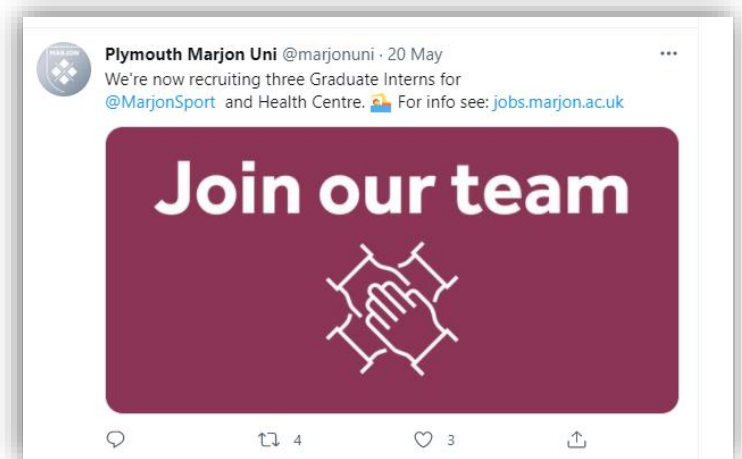 MARJON
Plymouth Marjon Uni @marjonuni · 20 May
We're now recruiting three Graduate Interns for
@MarjonSport and Health Centre. 🏊 For info see: jobs.marjon.ac.uk
Join our team
4 3